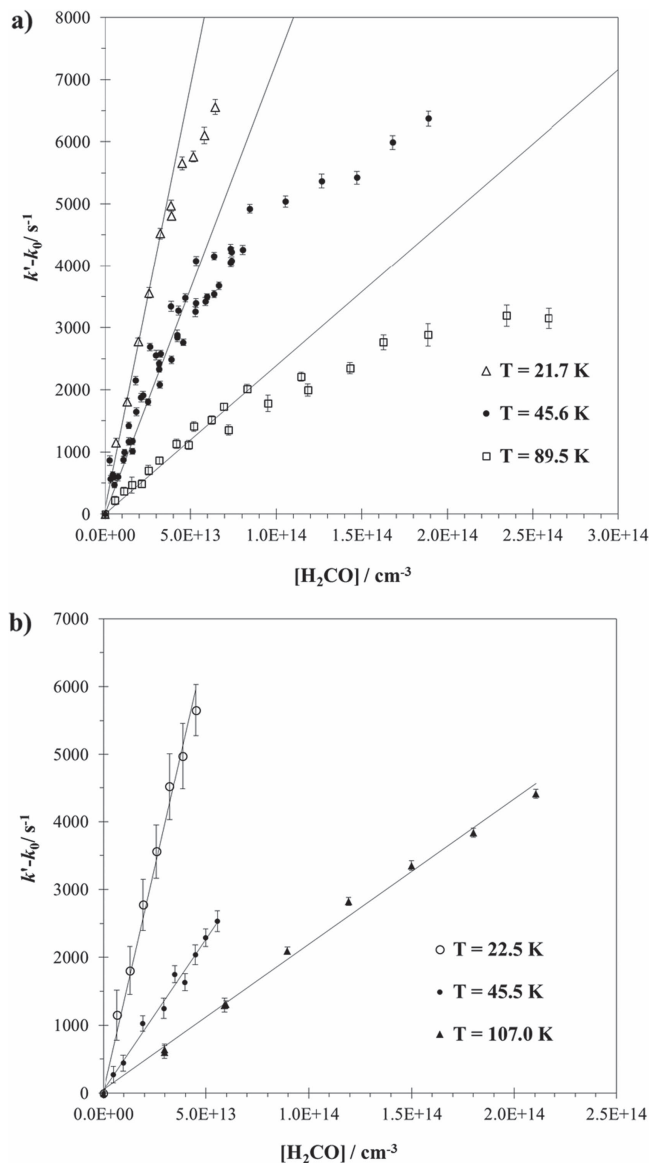 a)
8000
7000
6000
5000
4000
3000
2000
1000
0
k'-k₀/ s⁻¹
T = 21.7 K
T = 45.6 K
T = 89.5 K
0.0E+00 5.0E+13 1.0E+14 1.5E+14 2.0E+14 2.5E+14 3.0E+14
[H₂CO] / cm⁻³
b)
7000
6000
5000
4000
3000
2000
1000
0
k'-k₀/ s⁻¹
T = 22.5 K
T = 45.5 K
T = 107.0 K
0.0E+00 5.0E+13 1.0E+14 1.5E+14 2.0E+14 2.5E+14
[H₂CO] / cm⁻³